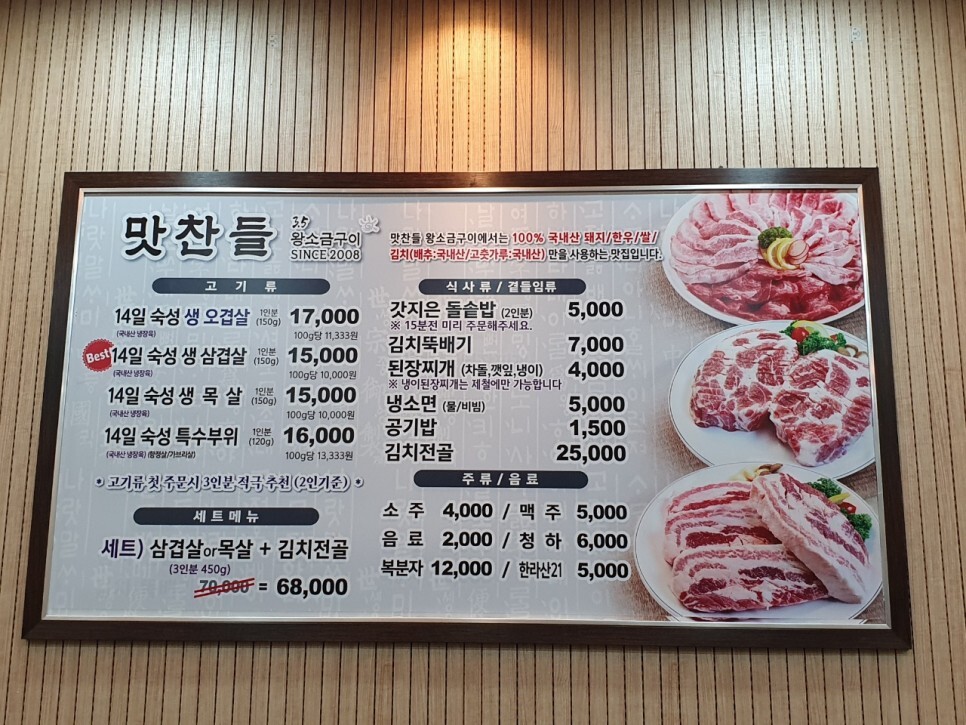 맛찬들 3.5 왕소금구이
SINCE 2008
맛찬들 왕소금구이에서는 100% 국내산 돼지/한우/쌀/
김치(배추:국내산/고춧가루:국내산) 만을 사용하는 맛집입니다.
고기류
14일 숙성 생 오겹살 1인분 (150g) 17,000
(국내산 냉장육) 100g당 11,333원
Best! 14일 숙성 생 삼겹살 1인분 (150g) 15,000
(국내산 냉장육) 100g당 10,000원
14일 숙성 생 목 살 1인분 (150g) 15,000
(국내산 냉장육) 100g당 10,000원
14일 숙성 특수부위 1인분 (120g) 16,000
(국내산 냉장육) (항정살/가브리살) 100g당 13,333원
* 고기류 첫 주문시 3인분 적극 추천 (2인기준) *
세트메뉴
세트) 삼겹살or목살 + 김치전골
(3인분 450g)
70,000 = 68,000
식사류/곁들임류
갓지은 돌솥밥 (2인분) 5,000
※ 15분전 미리 주문해주세요.
김치뚝배기 7,000
된장찌개 (차돌,깻잎,냉이) 4,000
※ 냉이된장찌개는 제철에만 가능합니다
냉소면 (물/비빔) 5,000
공기밥 1,500
김치전골 25,000
주류/음료
소 주 4,000 / 맥 주 5,000
음 료 2,000 / 청 하 6,000
복분자 12,000 / 한라산21 5,000